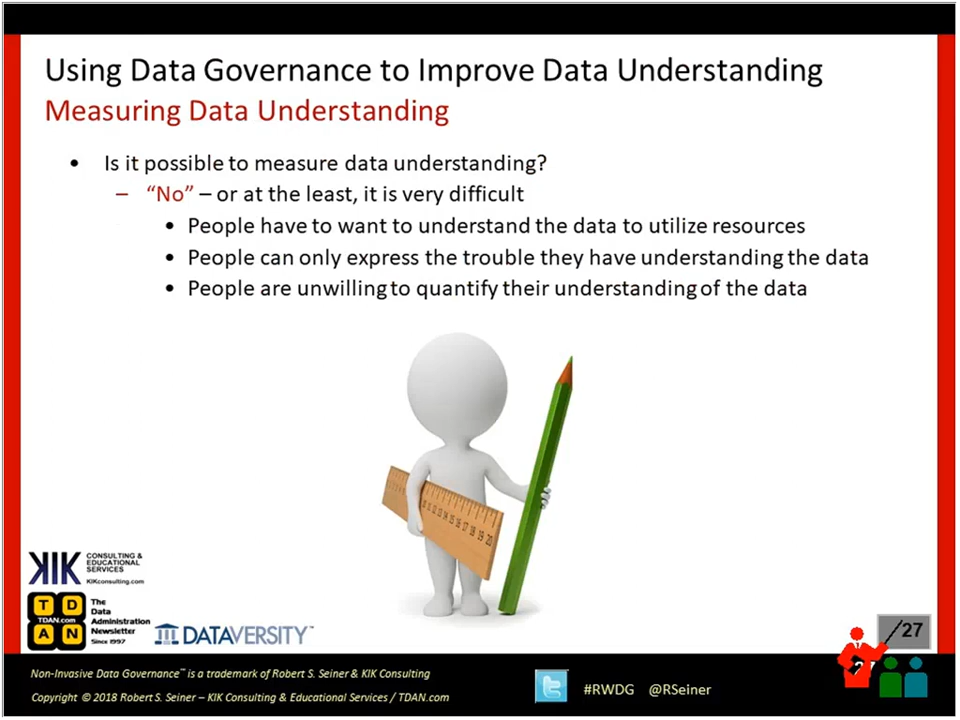 Using Data Governance to Improve Data Understanding
Measuring Data Understanding
• Is it possible to measure data understanding?
– “No” – or at the least, it is very difficult
• People have to want to understand the data to utilize resources
• People can only express the trouble they have understanding the data
• People are unwilling to quantify their understanding of the data
KIK
CONSULTING &
EDUCATIONAL
SERVICES
KIKconsulting.com
T D
TDAN.com
A N
The
Data
Administration
Newsletter
Since 1997
DATAVERSITY™
/27
Non-Invasive Data Governance™ is a trademark of Robert S. Seiner & KIK Consulting
Copyright © 2018 Robert S. Seiner – KIK Consulting & Educational Services / TDAN.com
#RWDG @RSeiner